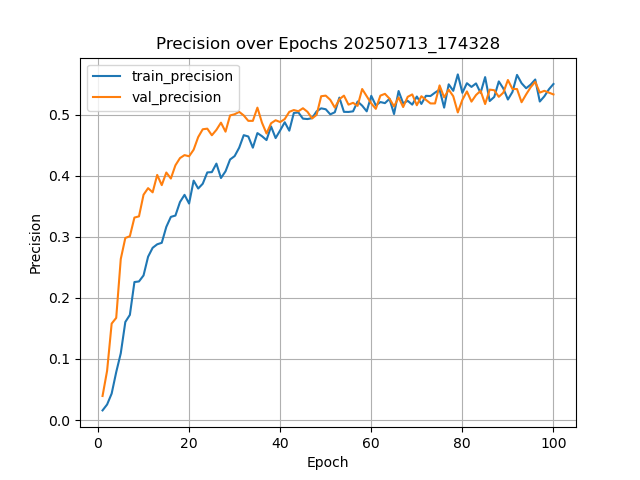 Precision over Epochs 20250713_174328
train_precision
val_precision
0.5
0.4
0.3
0.2
0.1
0.0
Precision
0 20 40 60 80 100
Epoch